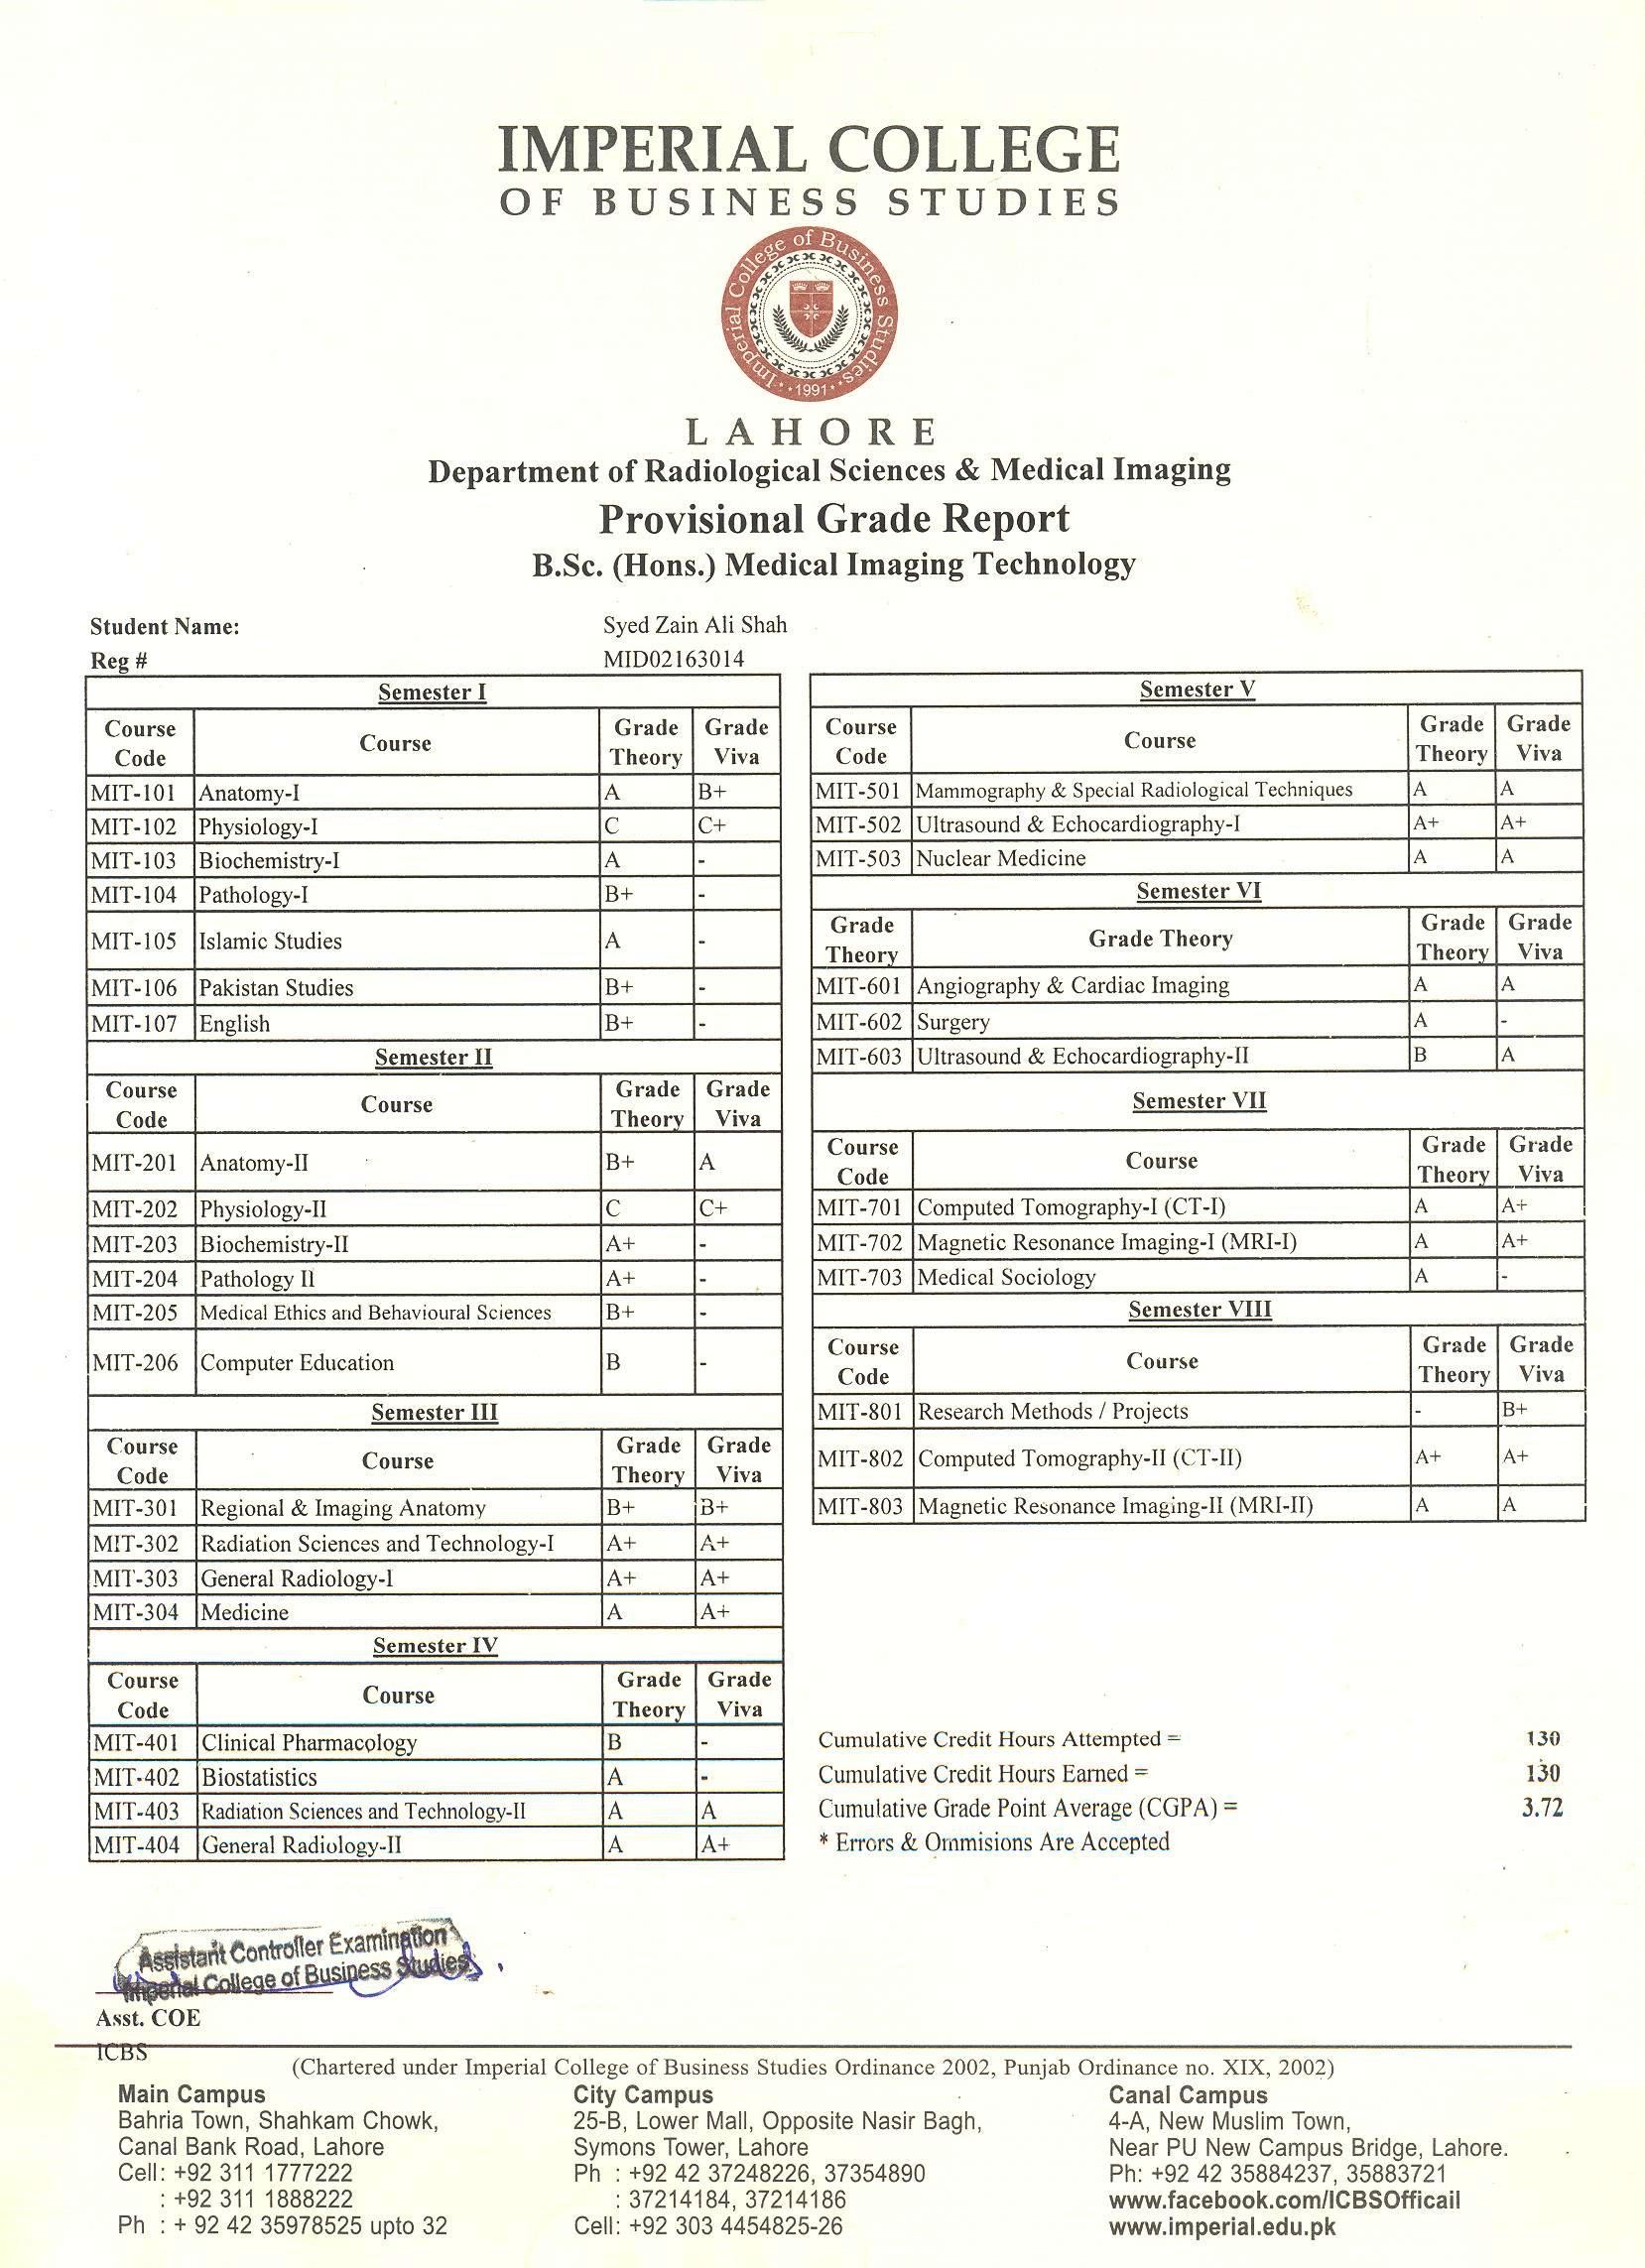 IMPERIAL COLLEGE
OF BUSINESS STUDIES
Imperial College of Business Studies
1991
LAHORE
Department of Radiological Sciences & Medical Imaging
Provisional Grade Report
B.Sc. (Hons.) Medical Imaging Technology
Student Name: Syed Zain Ali Shah
Reg # MID02163014
Semester I
Course Code Course Grade Theory Grade Viva
MIT-101 Anatomy-I A B+
MIT-102 Physiology-I C C+
MIT-103 Biochemistry-I A -
MIT-104 Pathology-I B+ -
MIT-105 Islamic Studies A -
MIT-106 Pakistan Studies B+ -
MIT-107 English B+ -
Semester II
Course Code Course Grade Theory Grade Viva
MIT-201 Anatomy-II B+ A
MIT-202 Physiology-II C C+
MIT-203 Biochemistry-II A+ -
MIT-204 Pathology II A+ -
MIT-205 Medical Ethics and Behavioural Sciences B+ -
MIT-206 Computer Education B -
Semester III
Course Code Course Grade Theory Grade Viva
MIT-301 Regional & Imaging Anatomy B+ B+
MIT-302 Radiation Sciences and Technology-I A+ A+
MIT-303 General Radiology-I A+ A+
MIT-304 Medicine A A+
Semester IV
Course Code Course Grade Theory Grade Viva
MIT-401 Clinical Pharmacology B -
MIT-402 Biostatistics A -
MIT-403 Radiation Sciences and Technology-II A A
MIT-404 General Radiology-II A A+
Semester V
Course Code Course Grade Theory Grade Viva
MIT-501 Mammography & Special Radiological Techniques A A
MIT-502 Ultrasound & Echocardiography-I A+ A+
MIT-503 Nuclear Medicine A A
Semester VI
Grade Theory Grade Theory Grade Theory Grade Viva
MIT-601 Angiography & Cardiac Imaging A A
MIT-602 Surgery A -
MIT-603 Ultrasound & Echocardiography-II B A
Semester VII
Course Code Course Grade Theory Grade Viva
MIT-701 Computed Tomography-I (CT-I) A A+
MIT-702 Magnetic Resonance Imaging-I (MRI-I) A A+
MIT-703 Medical Sociology A -
Semester VIII
Course Code Course Grade Theory Grade Viva
MIT-801 Research Methods / Projects - B+
MIT-802 Computed Tomography-II (CT-II) A+ A+
MIT-803 Magnetic Resonance Imaging-II (MRI-II) A A
Cumulative Credit Hours Attempted = 130
Cumulative Credit Hours Earned = 130
Cumulative Grade Point Average (CGPA) = 3.72
* Errors & Ommisions Are Accepted
Assistant Controller Examination
Imperial College of Business Studies
Asst. COE
ICBS
(Chartered under Imperial College of Business Studies Ordinance 2002, Punjab Ordinance no. XIX, 2002)
Main Campus
Bahria Town, Shahkam Chowk,
Canal Bank Road, Lahore
Cell: +92 311 1777222
: +92 311 1888222
Ph : + 92 42 35978525 upto 32
City Campus
25-B, Lower Mall, Opposite Nasir Bagh,
Symons Tower, Lahore
Ph : +92 42 37248226, 37354890
: 37214184, 37214186
Cell: +92 303 4454825-26
Canal Campus
4-A, New Muslim Town,
Near PU New Campus Bridge, Lahore.
Ph: +92 42 35884237, 35883721
www.facebook.com/ICBSOfficail
www.imperial.edu.pk